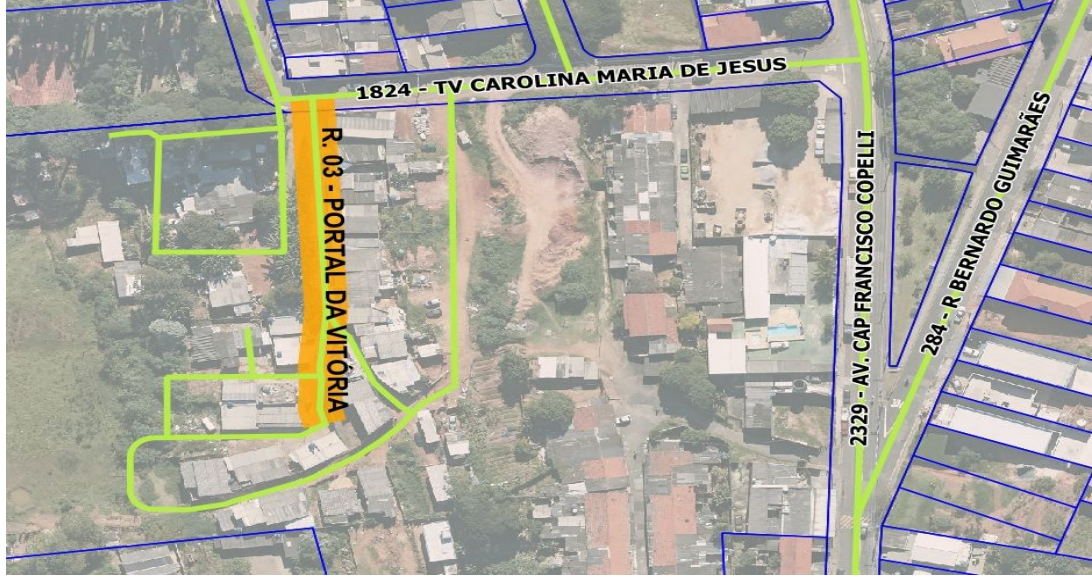 1824 - TV CAROLINA MARIA DE JESUS
R. 03 - PORTAL DA VITÓRIA
2329 - AV. CAP FRANCISCO COPELLI
284 - R BERNARDO GUIMARÃES